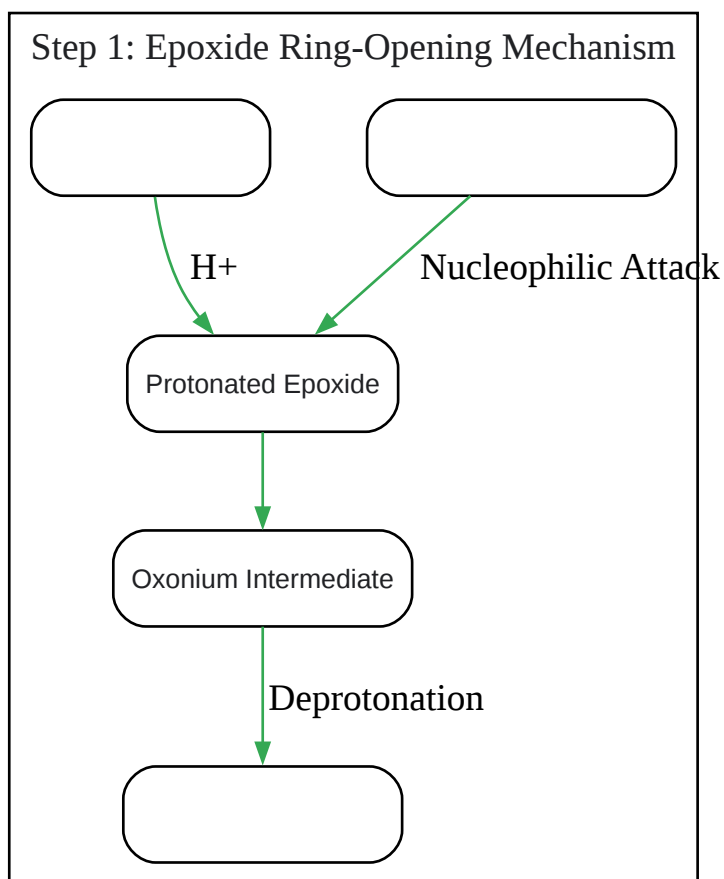 Step 1: Epoxide Ring-Opening Mechanism
H+
Nucleophilic Attack
Protonated Epoxide
Oxonium Intermediate
Deprotonation